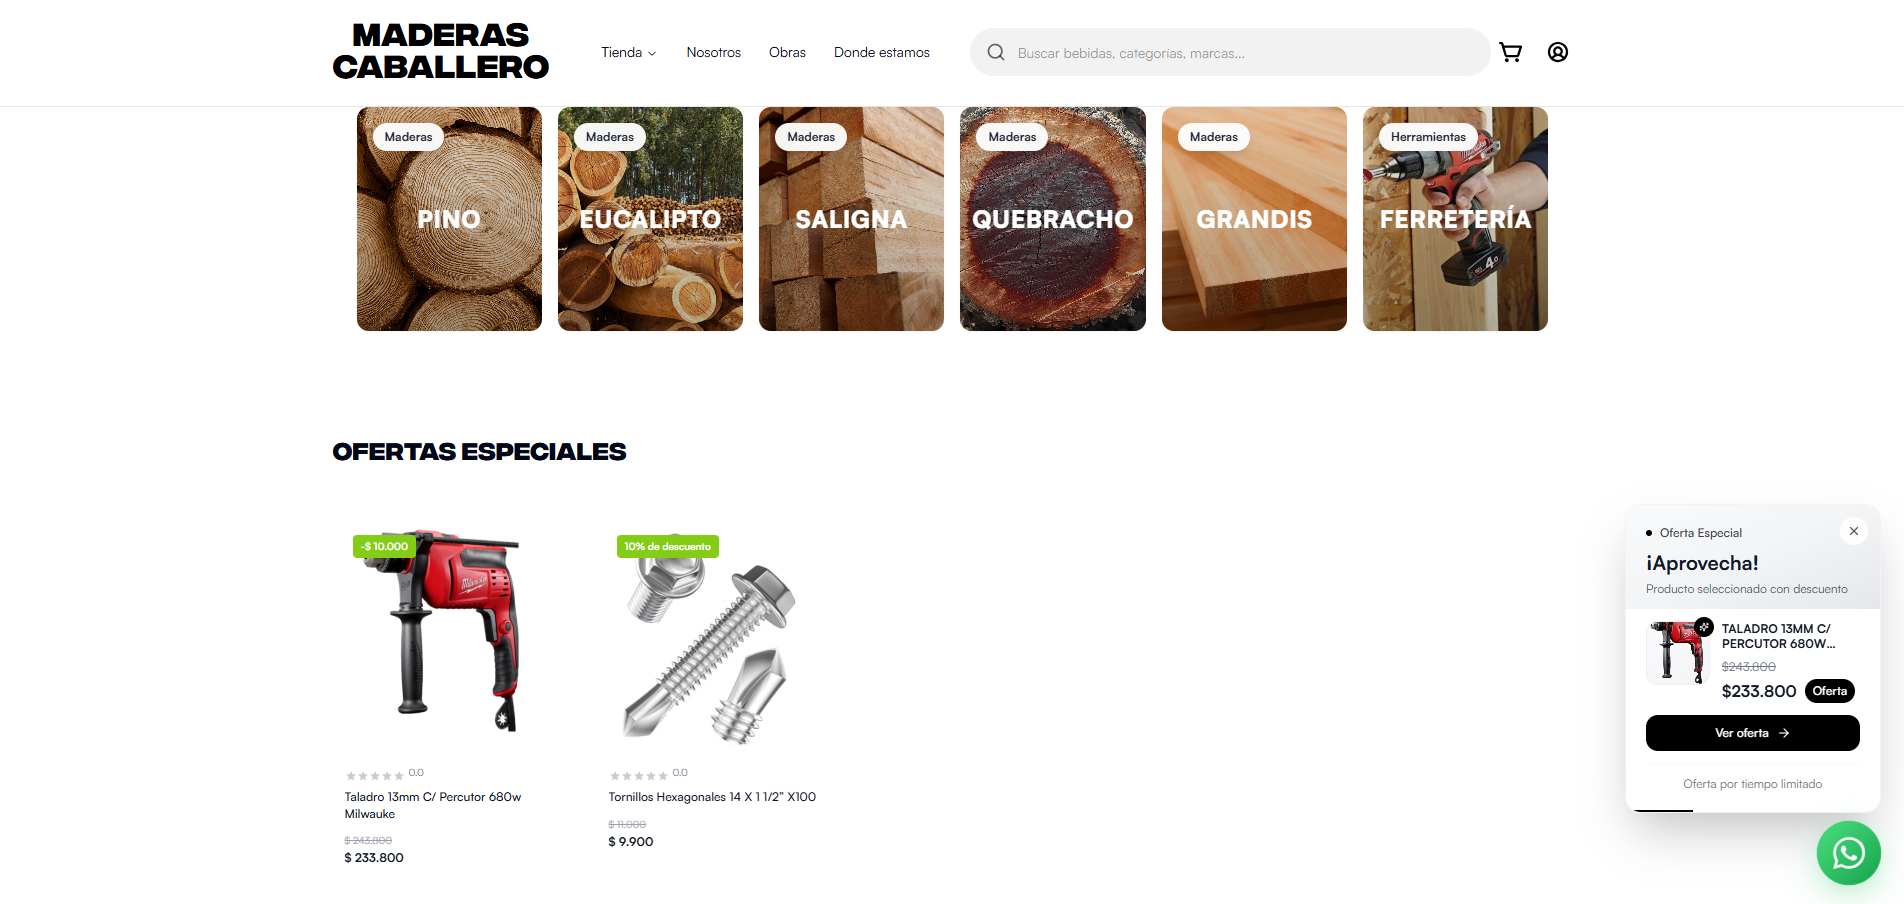 MADERAS
CABALLERO
Tienda
Nosotros
Obras
Donde estamos
Buscar bebidas, categorías, marcas...
Maderas
PINO
Maderas
EUCALIPTO
Maderas
SALIGNA
Maderas
QUEBRACHO
Maderas
GRANDIS
Herramientas
FERRETERÍA
4.0
OFERTAS ESPECIALES
-$ 10.000
Milwaukee
0.0
Taladro 13mm C/ Percutor 680w
Milwauke
$ 243.800
$ 233.800
10% de descuento
0.0
Tornillos Hexagonales 14 X 1 1/2” X100
$ 11.000
$ 9.900
Oferta Especial
¡Aprovecha!
Producto seleccionado con descuento
TALADRO 13MM C/
PERCUTOR 680W...
$243.800
$233.800
Oferta
Ver oferta
Oferta por tiempo limitado